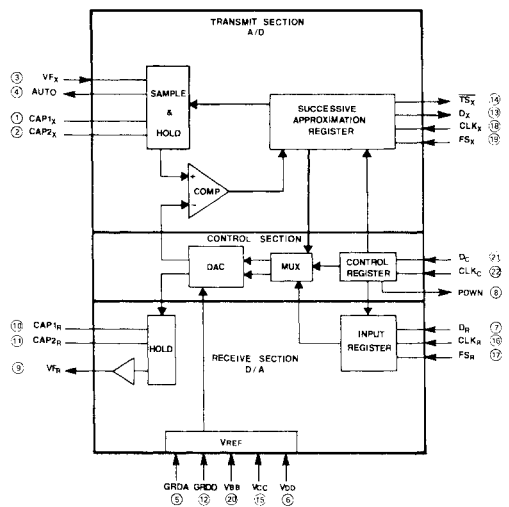 TRANSMIT SECTION
A/D
③ VFX
④ AUTO
① CAP1X
② CAP2X
SAMPLE
&
HOLD
SUCCESSIVE
APPROXIMATION
REGISTER
TSX ⑭
DX ⑬
CLKX ⑱
FSX ⑲
+
COMP
−
CONTROL SECTION
DAC
MUX
CONTROL
REGISTER
DC ㉑
CLKC ㉒
PDWN ⑧
⑩ CAP1R
⑪ CAP2R
⑨ VFR
HOLD
RECEIVE SECTION
D/A
INPUT
REGISTER
DR ⑦
CLKR ⑯
FSR ⑰
VREF
GRDA GRDD VBB VCC VDD
⑤ ⑫ ⑳ ⑮ ⑥